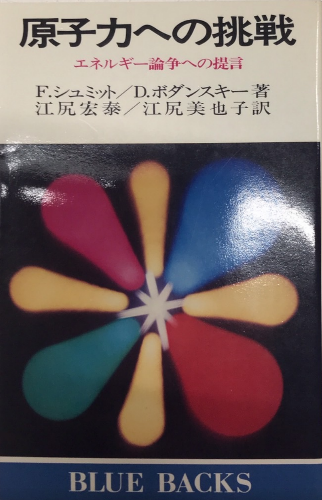 原子力への挑戦
エネルギー論争への提言
F.シュミット/D.ボダンスキー著
江尻宏泰/江尻美也子訳
BLUE BACKS